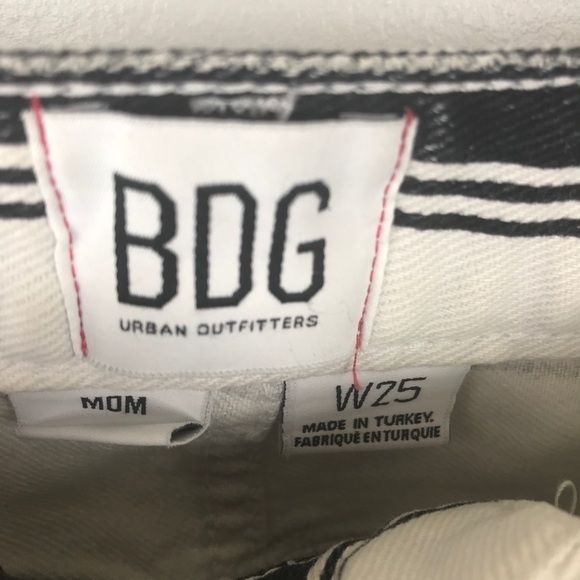 BDG
URBAN OUTFITTERS
MOM
W25
MADE IN TURKEY.
FABRIQUÉ EN TURQUIE